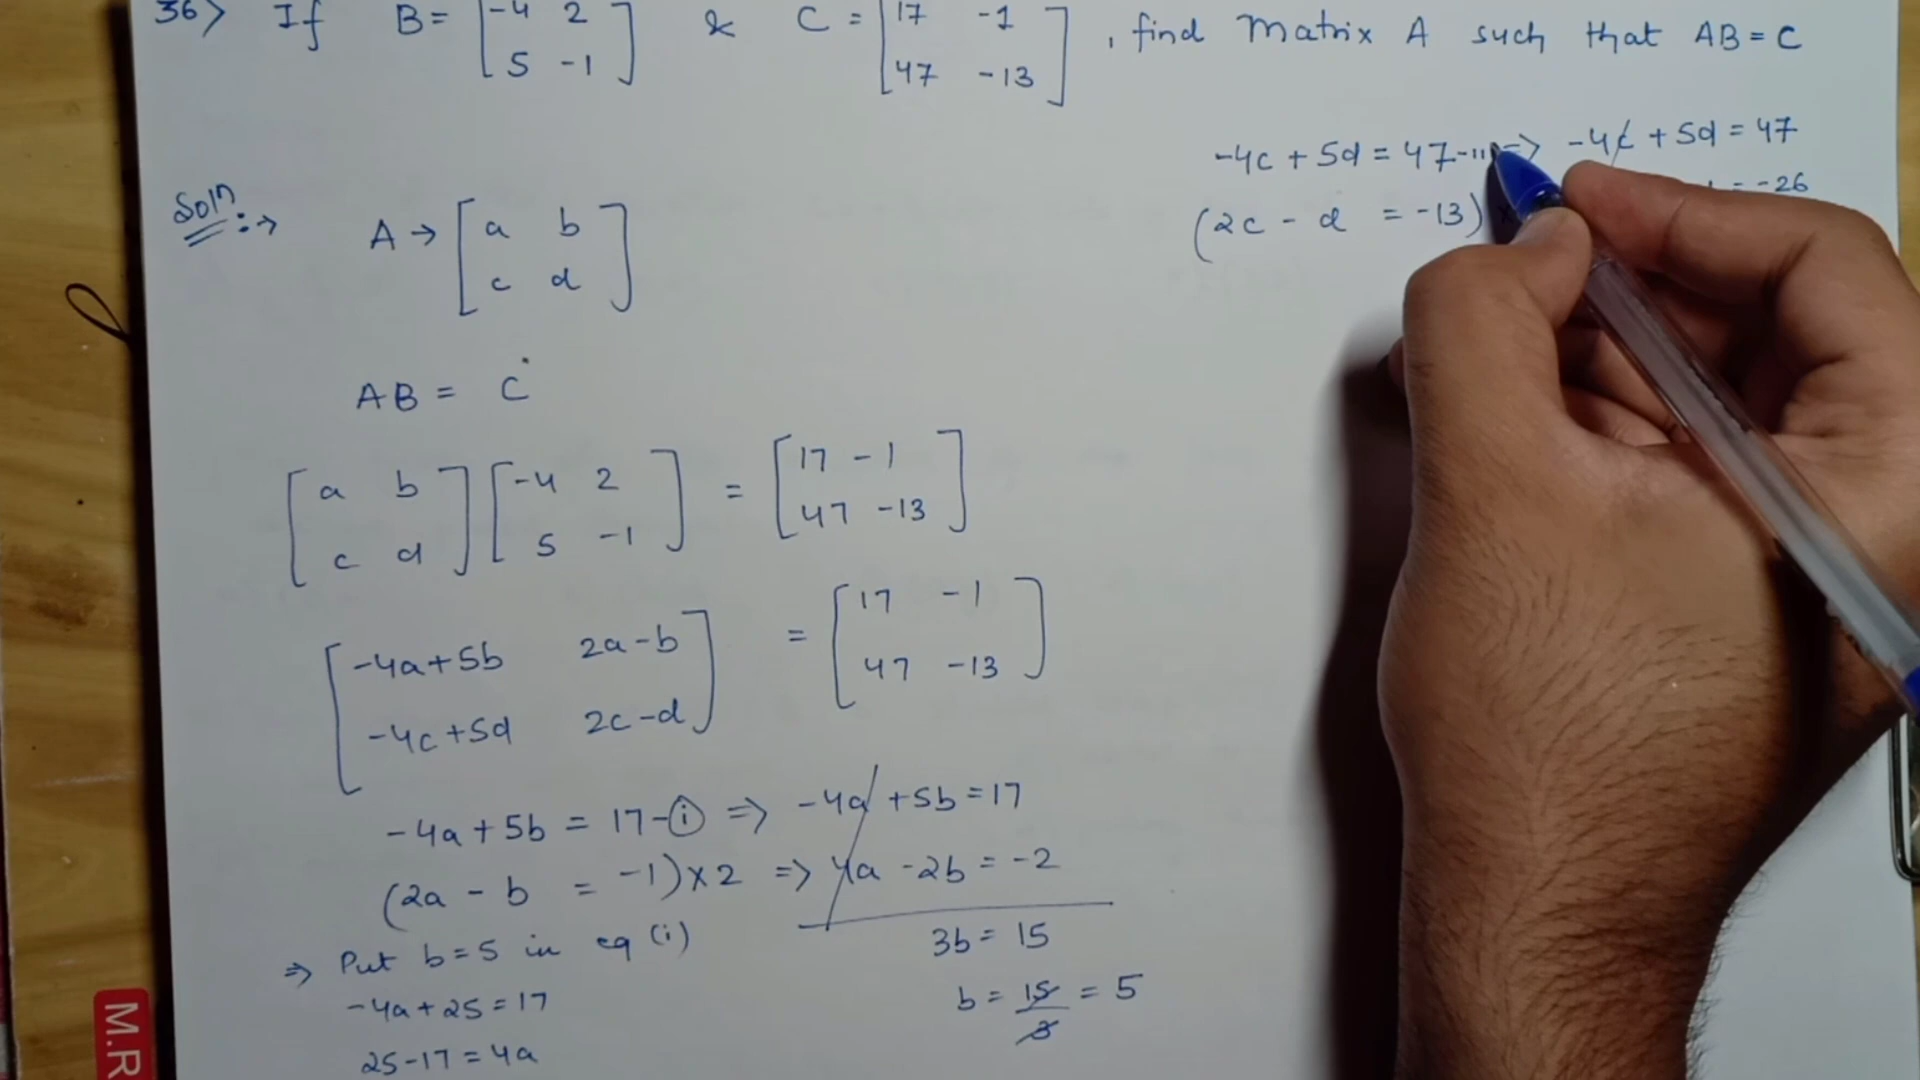 36) If B = [-4 2 & C = [17 -1 , find Matrix A such that AB = C
5 -1] 47 -13]
Soln :→ A → [a b
c d]
AB = C
[a b [-4 2 = [17 -1
c d] 5 -1] 47 -13]
[-4a+5b 2a-b = [17 -1
-4c+5d 2c-d] 47 -13]
-4a + 5b = 17 - (i) => -4a + 5b = 17
(2a - b = -1) x 2 => 4a - 2b = -2
3b = 15
b = 15/3 = 5
=> Put b = 5 in eq (i)
-4a + 25 = 17
25 - 17 = 4a
-4c + 5d = 47 - => -4c + 5d = 47
(2c - d = -13) = -26
M.R